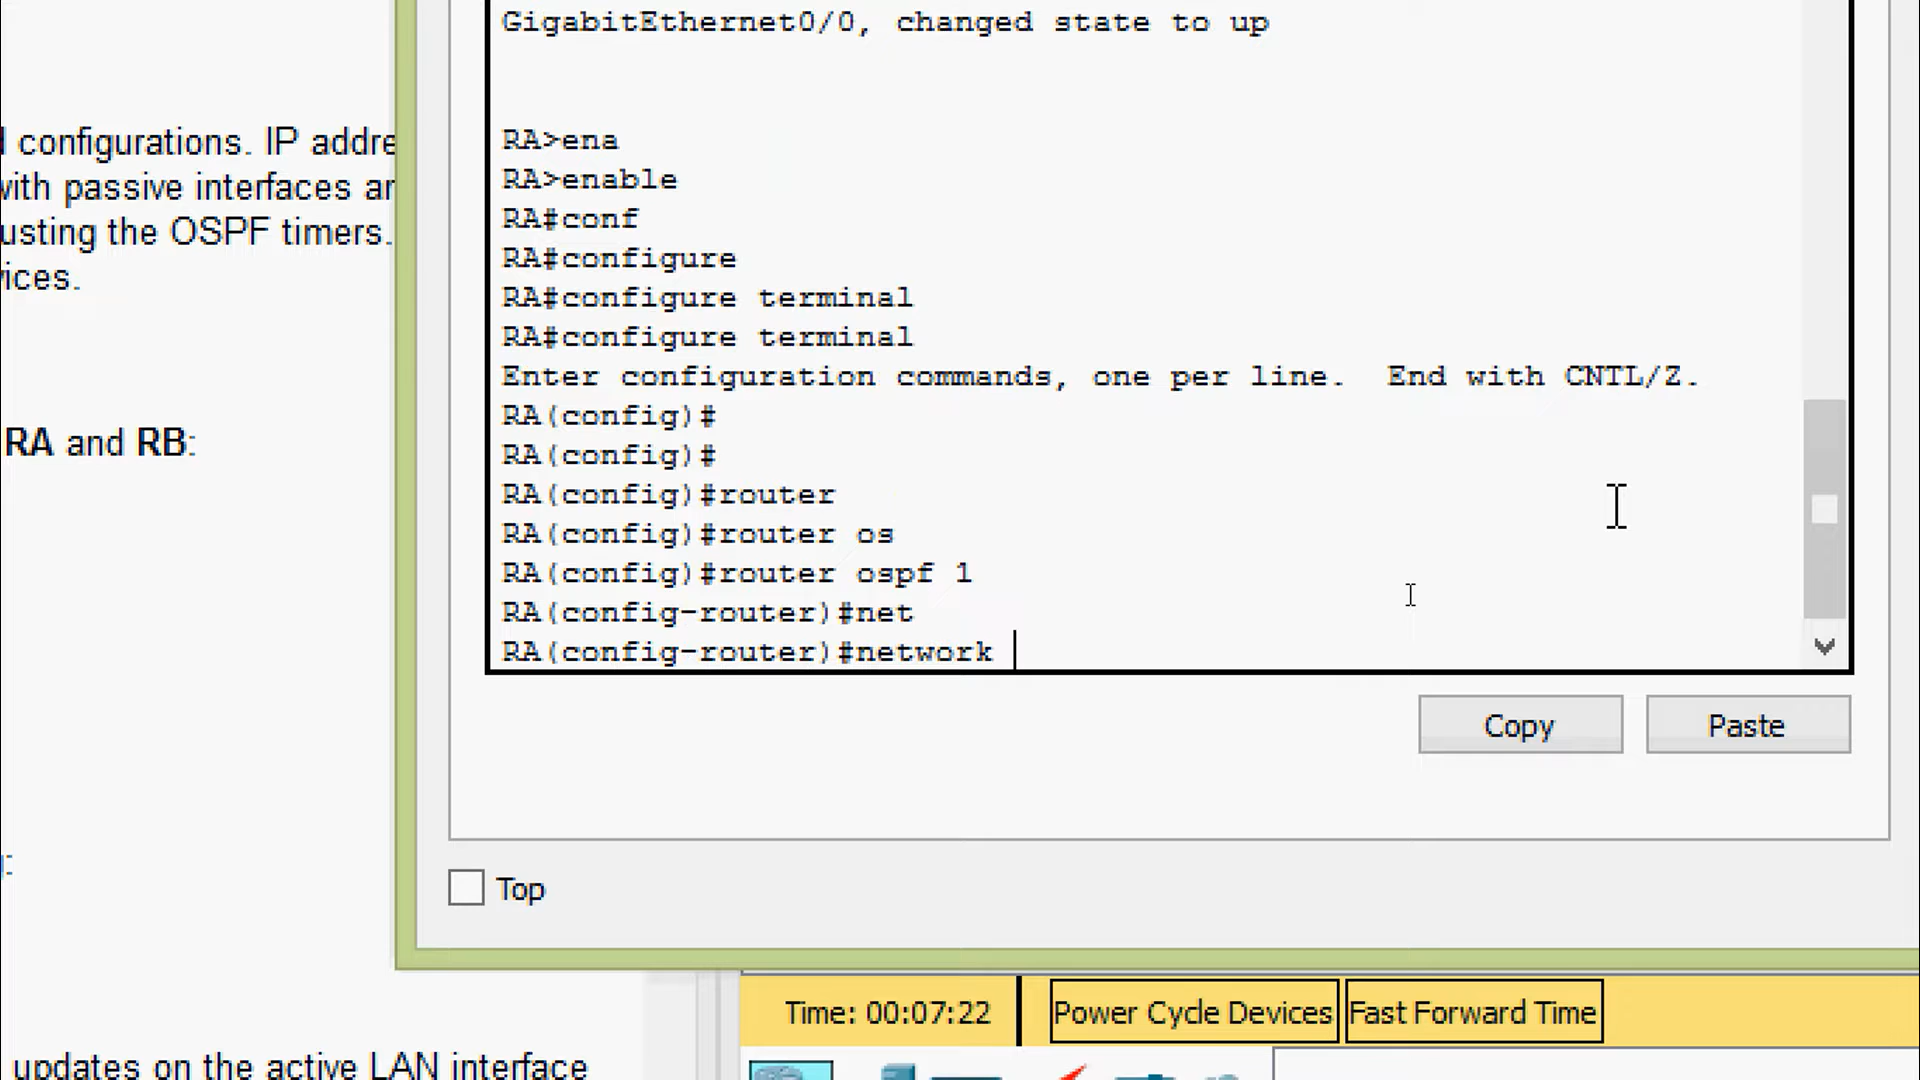 GigabitEthernet0/0, changed state to up
RA>ena
RA>enable
RA#conf
RA#configure
RA#configure terminal
RA#configure terminal
Enter configuration commands, one per line.  End with CNTL/Z.
RA(config)#
RA(config)#
RA(config)#router
RA(config)#router os
RA(config)#router ospf 1
RA(config-router)#net
RA(config-router)#network
configurations. IP addre
with passive interfaces ar
usting the OSPF timers.
vices.
RA and RB:
Copy
Paste
Top
Time: 00:07:22
Power Cycle Devices
Fast Forward Time
updates on the active LAN interface